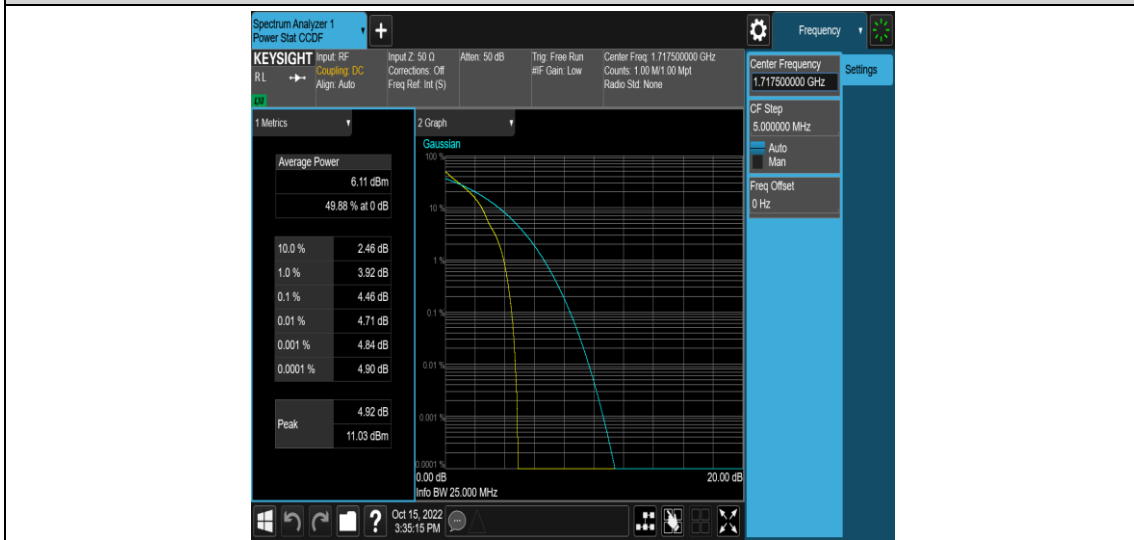 Spectrum Analyzer 1
Power Stat CCDF
+
Frequency
KEYSIGHT
RL
LXI
Input: RF
Coupling: DC
Align: Auto
Input Z: 50 Ω
Corrections: Off
Freq Ref: Int (S)
Atten: 50 dB
Trig: Free Run
#IF Gain: Low
Center Freq: 1.717500000 GHz
Counts: 1.00 M/1.00 Mpt
Radio Std: None
Center Frequency
1.717500000 GHz
Settings
CF Step
5.000000 MHz
Auto
Man
Freq Offset
0 Hz
1 Metrics
Average Power
6.11 dBm
49.88 % at 0 dB
10.0 % 2.46 dB
1.0 % 3.92 dB
0.1 % 4.46 dB
0.01 % 4.71 dB
0.001 % 4.84 dB
0.0001 % 4.90 dB
Peak
4.92 dB
11.03 dBm
2 Graph
Gaussian
100 %
10 %
1 %
0.1 %
0.01 %
0.001 %
0.0001 %
0.00 dB 20.00 dB
Info BW 25.000 MHz
?
Oct 15, 2022
3:35:15 PM